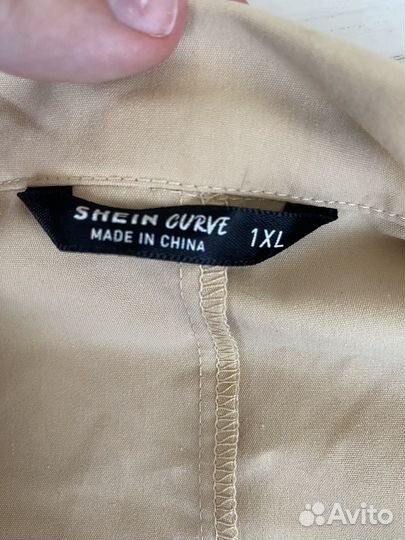 SHEIN CURVE
MADE IN CHINA
1XL
Avito